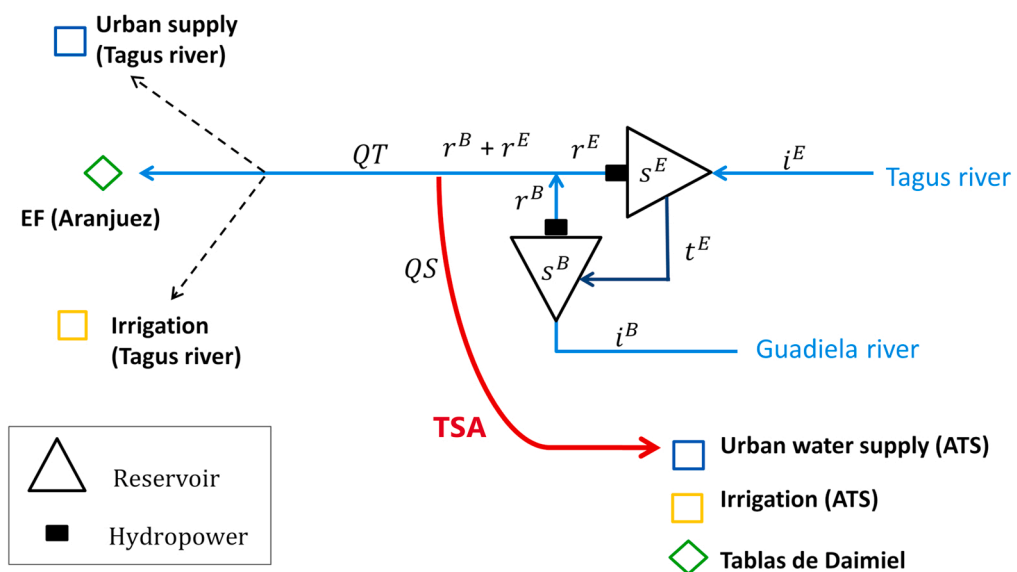 Urban supply
(Tagus river)
QT
r^B + r^E
r^E
s^E
i^E
Tagus river
EF (Aranjuez)
r^B
t^E
QS
s^B
Irrigation
(Tagus river)
i^B
Guadiela river
TSA
Urban water supply (ATS)
Reservoir
Irrigation (ATS)
Hydropower
Tablas de Daimiel